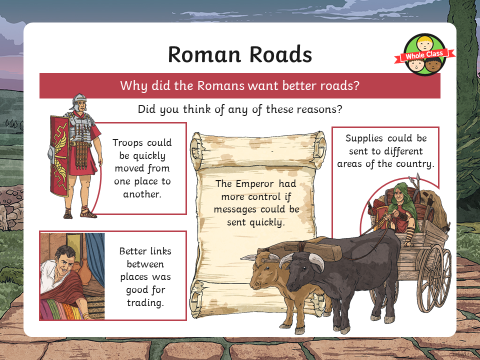 Roman Roads
Whole Class
Why did the Romans want better roads?
Did you think of any of these reasons?
Troops could
be quickly
moved from
one place to
another.
The Emperor had
more control if
messages could be
sent quickly.
Supplies could be
sent to different
areas of the country.
Better links
between
places was
good for
trading.